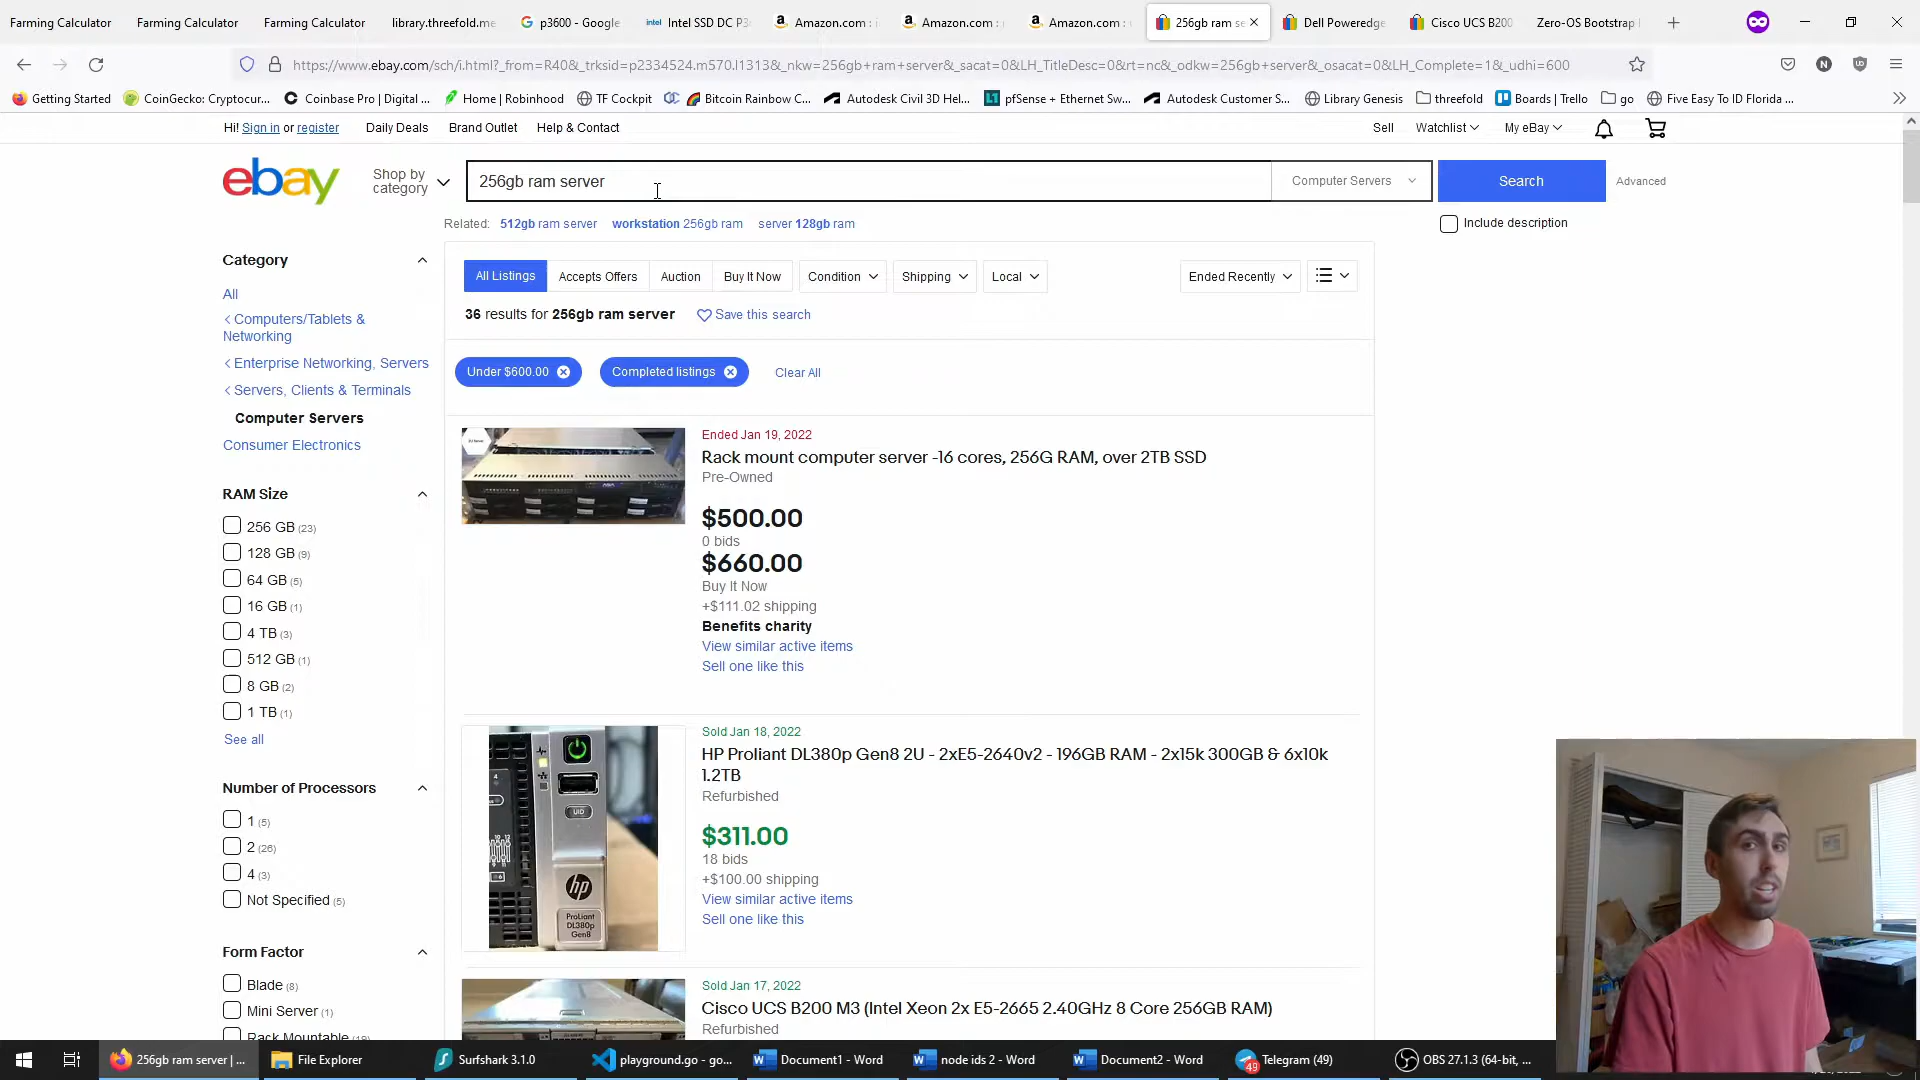 Farming Calculator Farming Calculator Farming Calculator library.threefold.me p3600 - Google Intel SSD DC P3 Amazon.com : Amazon.com : Amazon.com : 256gb ram se Dell Poweredge Cisco UCS B200 Zero-OS Bootstrap
https://www.ebay.com/sch/i.html?_from=R40&_trksid=p2334524.m570.l1313&_nkw=256gb+ram+server&_sacat=0&LH_TitleDesc=0&rt=nc&_odkw=256gb+server&_osacat=0&LH_Complete=1&_udhi=600
Getting Started CoinGecko: Cryptocur... Coinbase Pro | Digital ... Home | Robinhood TF Cockpit Bitcoin Rainbow C... Autodesk Civil 3D Hel... pfSense + Ethernet Sw... Autodesk Customer S... Library Genesis threefold Boards | Trello go Five Easy To ID Florida ...
Hi! Sign in or register Daily Deals Brand Outlet Help & Contact Sell Watchlist My eBay
ebay Shop by category 256gb ram server Computer Servers Search Advanced
Related: 512gb ram server workstation 256gb ram server 128gb ram Include description
Category
All
Computers/Tablets & Networking
Enterprise Networking, Servers
Servers, Clients & Terminals
Computer Servers
Consumer Electronics
RAM Size
256 GB (23)
128 GB (9)
64 GB (5)
16 GB (1)
4 TB (3)
512 GB (1)
8 GB (2)
1 TB (1)
See all
Number of Processors
1 (5)
2 (26)
4 (3)
Not Specified (5)
Form Factor
Blade (8)
Mini Server (1)
Rack Mountable
All Listings Accepts Offers Auction Buy It Now Condition Shipping Local Ended Recently
36 results for 256gb ram server Save this search
Under $600.00 Completed listings Clear All
Ended Jan 19, 2022
Rack mount computer server -16 cores, 256G RAM, over 2TB SSD
Pre-Owned
$500.00
0 bids
$660.00
Buy It Now
+$111.02 shipping
Benefits charity
View similar active items
Sell one like this
Sold Jan 18, 2022
HP Proliant DL380p Gen8 2U - 2xE5-2640v2 - 196GB RAM - 2x15k 300GB & 6x10k
1.2TB
Refurbished
$311.00
18 bids
+$100.00 shipping
View similar active items
Sell one like this
UID
hp
ProLiant
DL380p
Gen8
Sold Jan 17, 2022
Cisco UCS B200 M3 (Intel Xeon 2x E5-2665 2.40GHz 8 Core 256GB RAM)
Refurbished
256gb ram server | ... File Explorer Surfshark 3.1.0 playground.go - go... Document1 - Word node ids 2 - Word Document2 - Word 49 Telegram (49) OBS 27.1.3 (64-bit, ...